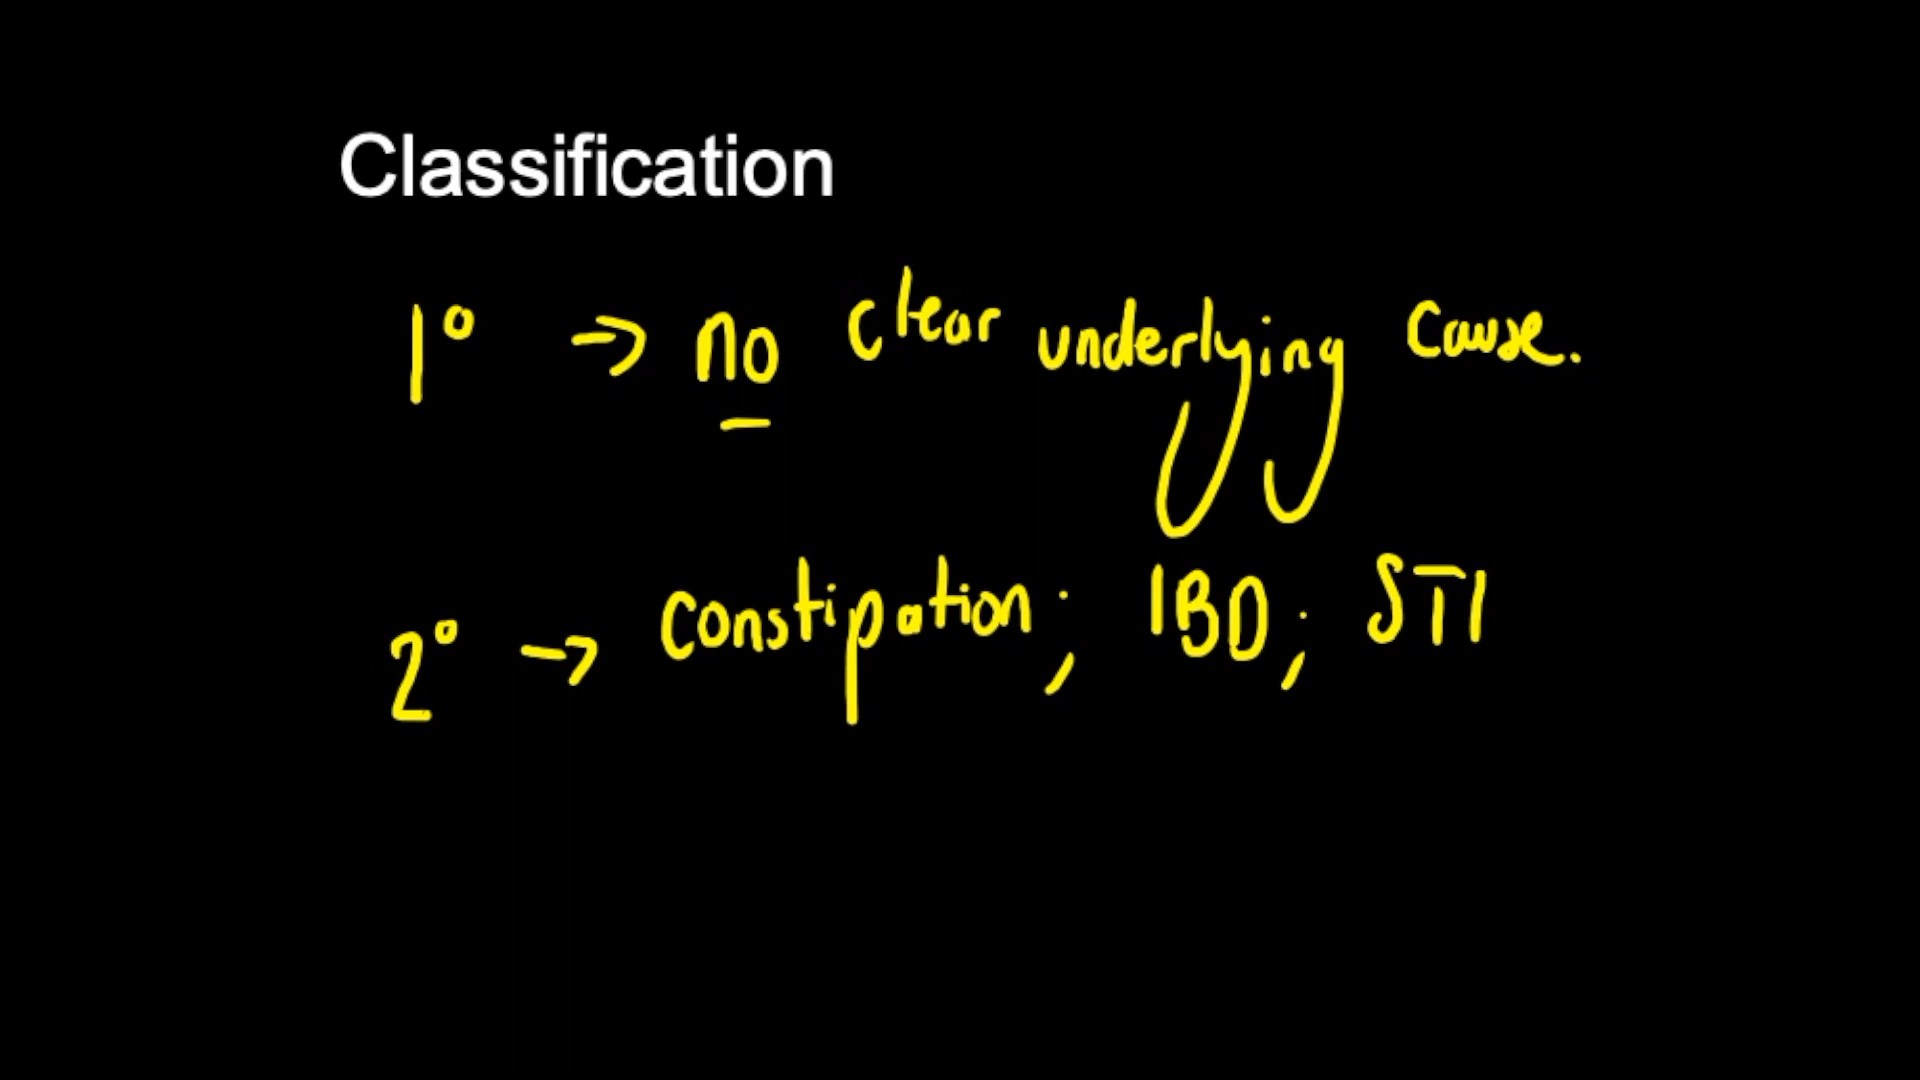 Classification
1° → no clear underlying cause.
2° → constipation; IBD; STI